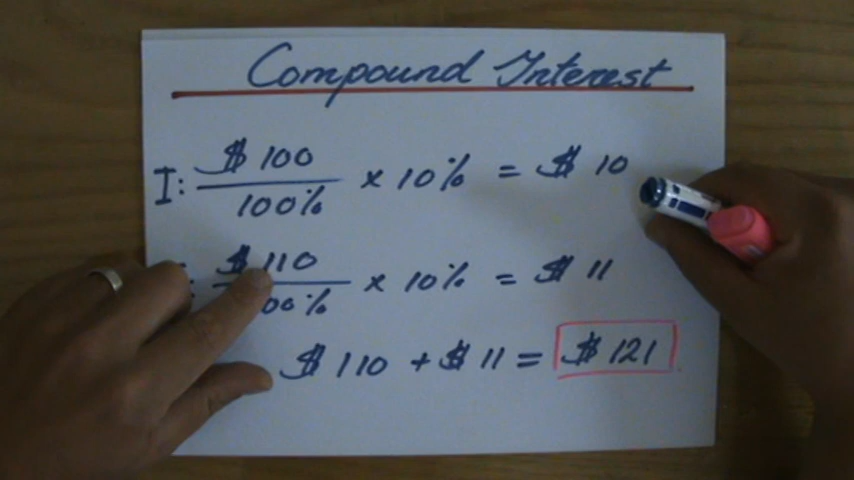 Compound Interest
I: $ 100 / 100% x 10% = $ 10
$ 110 / 00% x 10% = $ 11
$ 110 + $ 11 = $ 121